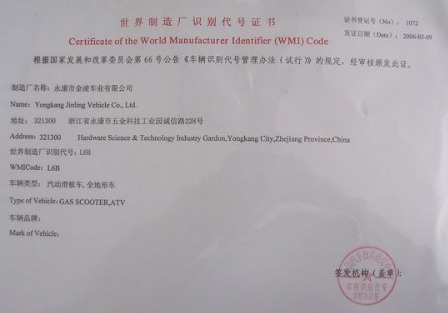 世界制造厂识别代号证书
证书登记号(No): 1072
发证日期(Date): 2006-03-09
Certificate of the World Manufacturer Identifier (WMI) Code
根据国家发展和改革委员会第66号公告《车辆识别代号管理办法（试行）》的规定，经审核颁发此证。
制造厂名称: 永康市金凌车业有限公司
Name: Yongkang Jinling Vehicle Co., Ltd.
地址: 321300 浙江省永康市五金科技工业园诚信路228号
Address: 321300 Hardware Science & Technology Industry Gardon,Yongkang City,Zhejiang Province,China
世界制造厂识别代号: L6B
WMICode: L6B
车辆类型: 汽动滑板车, 全地形车
Type of Vehicle: GAS SCOOTER,ATV
车辆品牌:
Mark of Vehicle:
签发机构（盖章）: